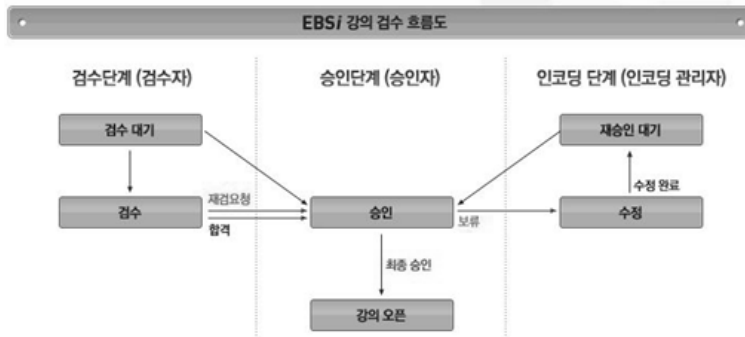 EBSi 강의 검수 흐름도
검수단계 (검수자)
승인단계 (승인자)
인코딩 단계 (인코딩 관리자)
검수 대기
재승인 대기
수정 완료
검수
재검요청
합격
승인
보류
수정
최종 승인
강의 오픈